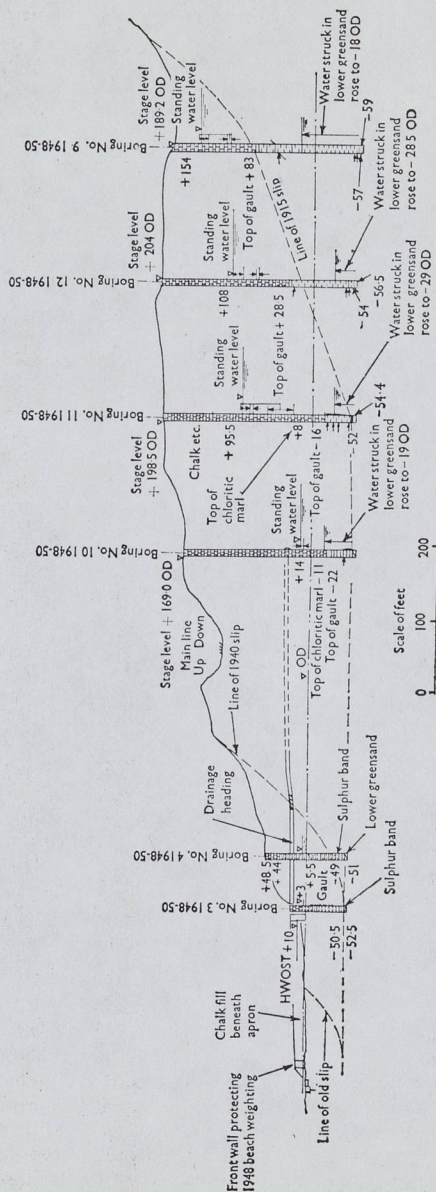 Front wall protecting
1948 beach weighting
Chalk fill
beneath
apron
Line of old slip
HWOST +10
Boring No. 3 1948-50
+3
-50·5
-52·5
Sulphur band
Boring No. 4 1948-50
+48·5
+44
+5·5
Gault
-49
-51
Sulphur band
Lower greensand
Drainage
heading
Line of 1940 slip
Main line
Up Down
Stage level + 169·0 OD
Boring No. 10 1948-50
+14
Standing
water level
OD
Top of chloritic marl -11
Top of gault -22
Water struck in
lower greensand
rose to -19 OD
Stage level
+ 198·5 OD
Boring No. 11 1948-50
Chalk etc.
+95·5
Standing
water level
Top of
chloritic
marl
+8
Top of gault -16
52
-54·4
Water struck in
lower greensand
rose to -29 OD
Stage level
+ 204 OD
Boring No. 12 1948-50
+108
Standing
water level
Top of gault + 28·5
-54
-56·5
Water struck in
lower greensand
rose to -28·5 OD
Line of 1915 slip
Stage level
+189·2 OD
Boring No. 9 1948-50
Standing
water level
+154
Top of gault + 83
-57
-59
Water struck in
lower greensand
rose to -18 OD
0 100 200
Scale of feet